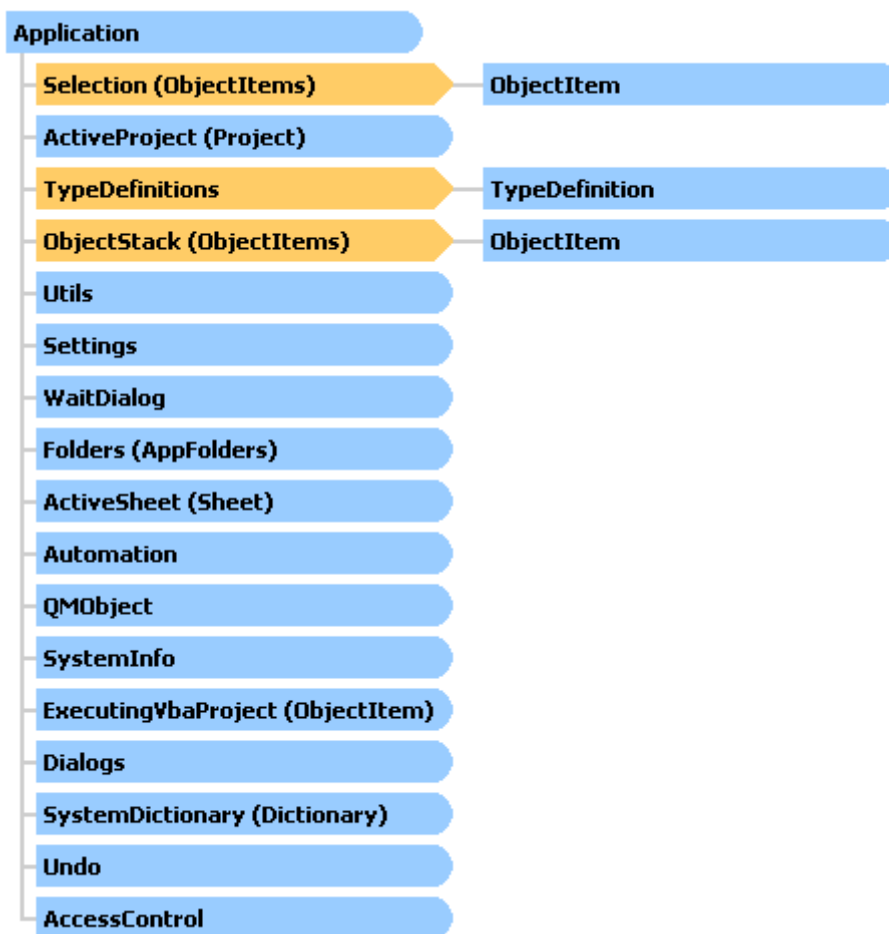 Application
Selection (ObjectItems) ObjectItem
ActiveProject (Project)
TypeDefinitions TypeDefinition
ObjectStack (ObjectItems) ObjectItem
Utils
Settings
WaitDialog
Folders (AppFolders)
ActiveSheet (Sheet)
Automation
QMObject
SystemInfo
ExecutingVbaProject (ObjectItem)
Dialogs
SystemDictionary (Dictionary)
Undo
AccessControl